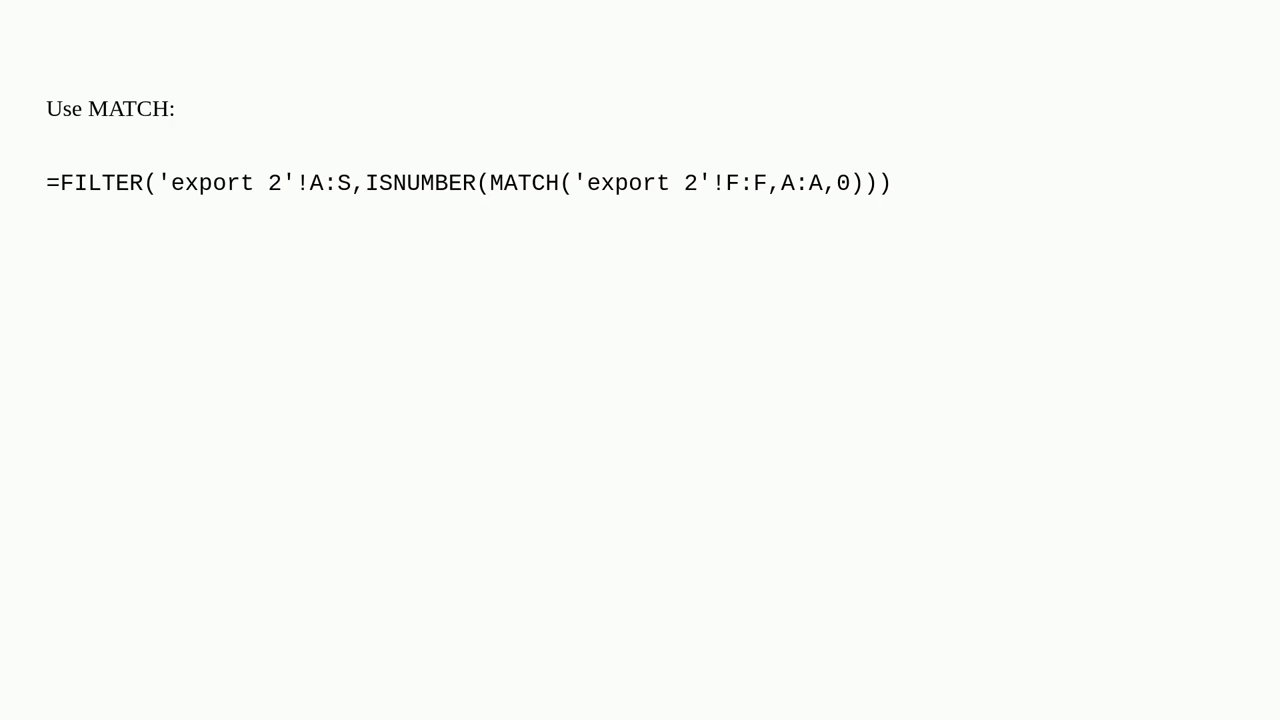 Use MATCH:
=FILTER('export 2'!A:S,ISNUMBER(MATCH('export 2'!F:F,A:A,0)))